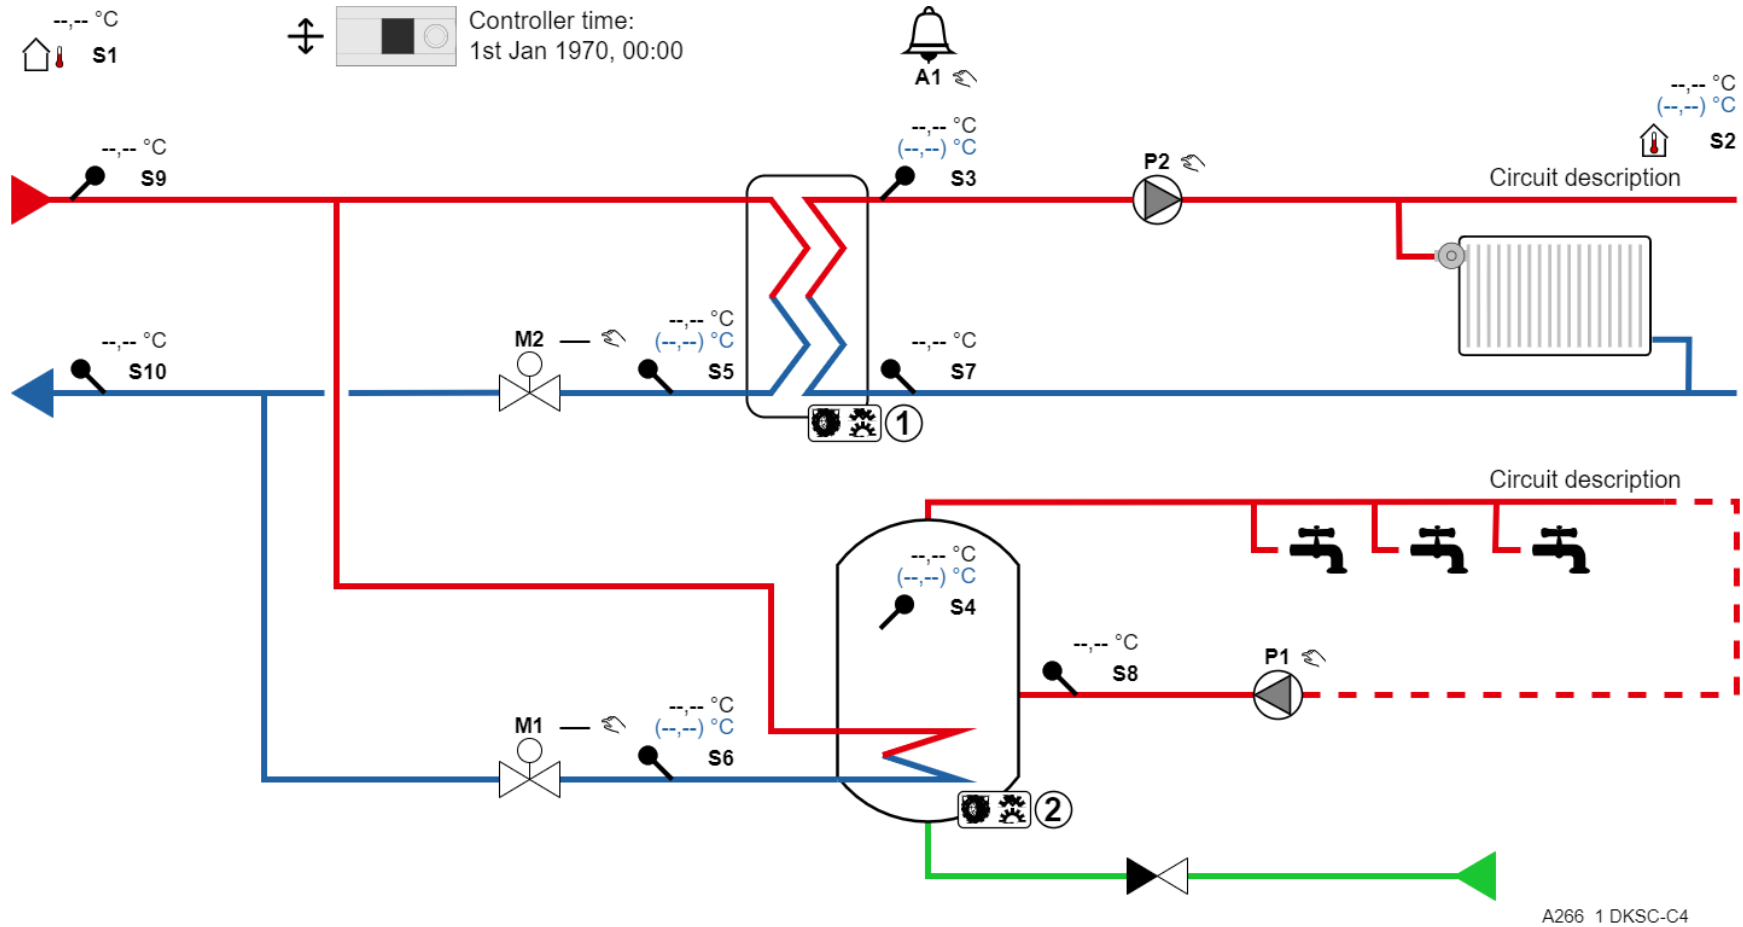 --,-- °C
S1
Controller time:
1st Jan 1970, 00:00
A1
--,-- °C
(--,--) °C
S2
--,-- °C
S9
--,-- °C
(--,--) °C
S3
P2
Circuit description
--,-- °C
S10
M2
--,-- °C
(--,--) °C
S5
--,-- °C
S7
1
Circuit description
--,-- °C
(--,--) °C
S4
--,-- °C
S8
P1
M1
--,-- °C
(--,--) °C
S6
2
A266 1 DKSC-C4